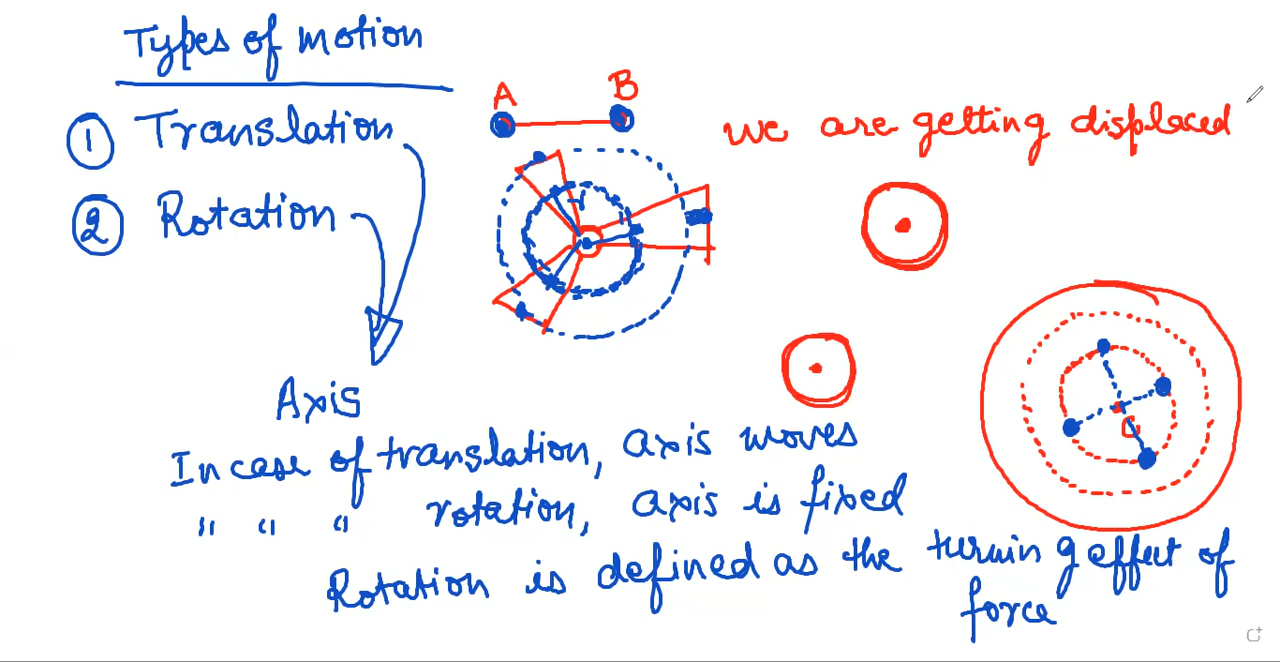 Types of motion
① Translation
② Rotation
A B
we are getting displaced
r
C
Axis
In case of translation, axis moves
" " " rotation, axis is fixed
Rotation is defined as the turning effect of
force